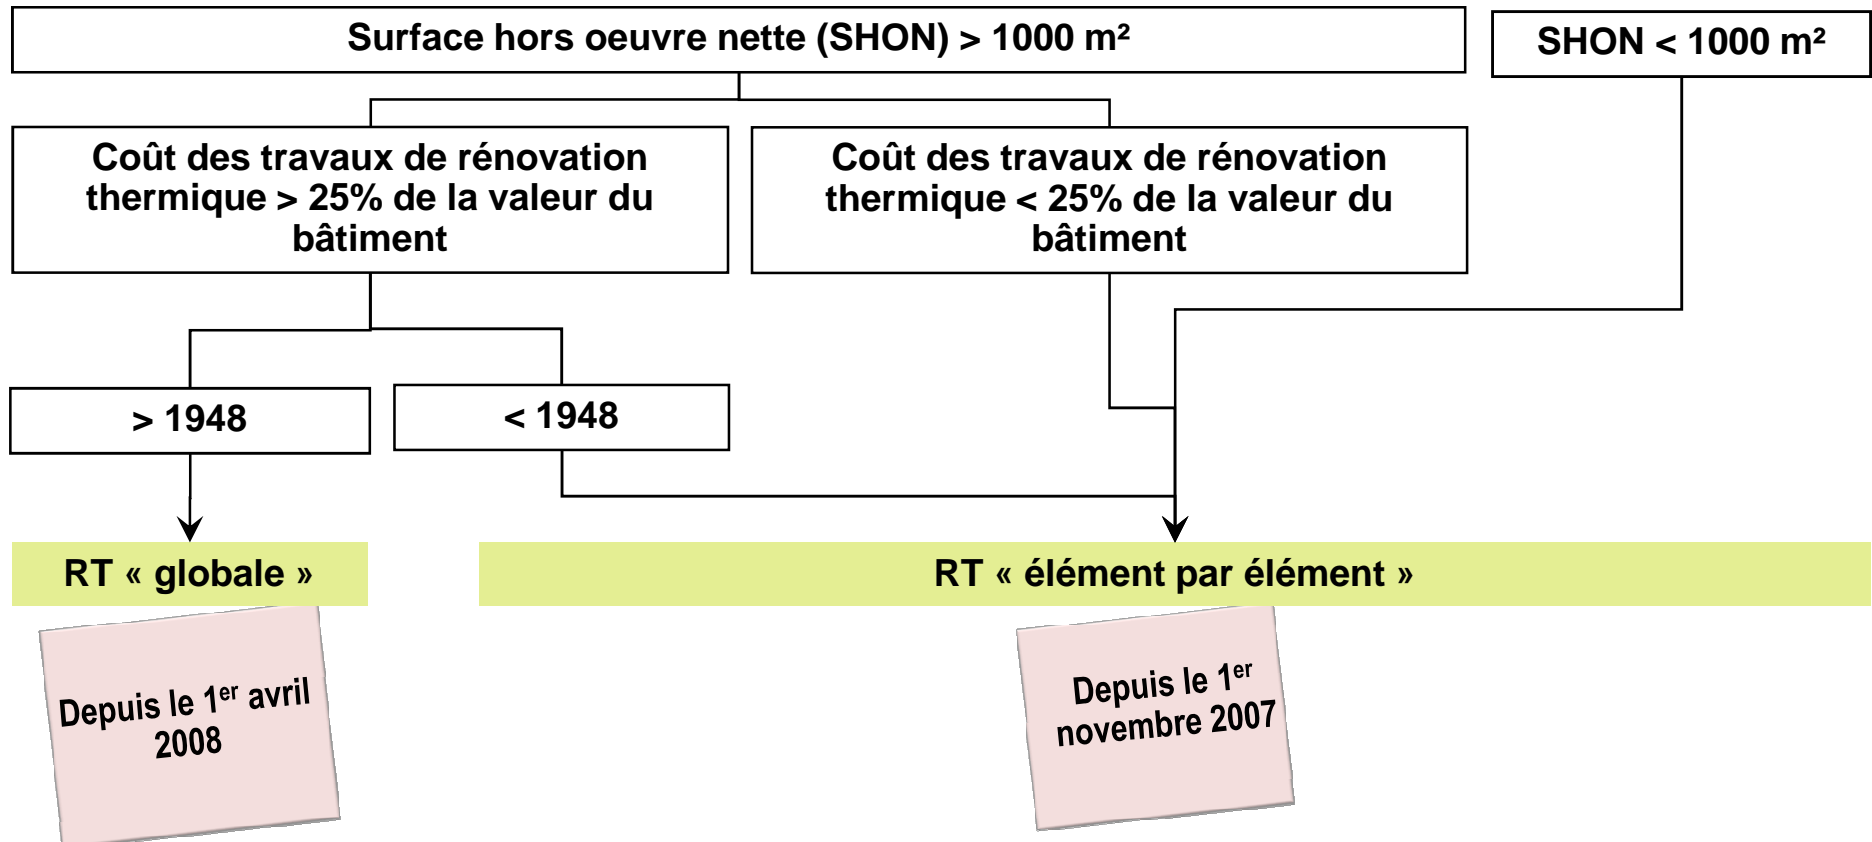 Surface hors oeuvre nette (SHON) > 1000 m²
SHON < 1000 m²
Coût des travaux de rénovation
thermique > 25% de la valeur du
bâtiment
Coût des travaux de rénovation
thermique < 25% de la valeur du
bâtiment
> 1948
< 1948
RT « globale »
RT « élément par élément »
Depuis le 1er avril
2008
Depuis le 1er
novembre 2007